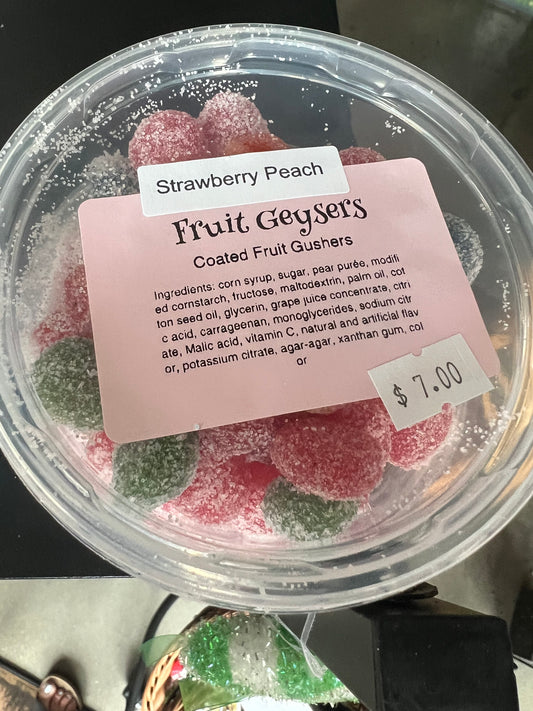 Strawberry Peach
Fruit Geysers
Coated Fruit Gushers
Ingredients: corn syrup, sugar, pear purée, modifi
ed cornstarch, fructose, maltodextrin, palm oil, cot
ton seed oil, glycerin, grape juice concentrate, citri
c acid, carrageenan, monoglycerides, sodium citr
ate, Malic acid, vitamin C, natural and artificial flav
or, potassium citrate, agar-agar, xanthan gum, col
or
$ 7.00